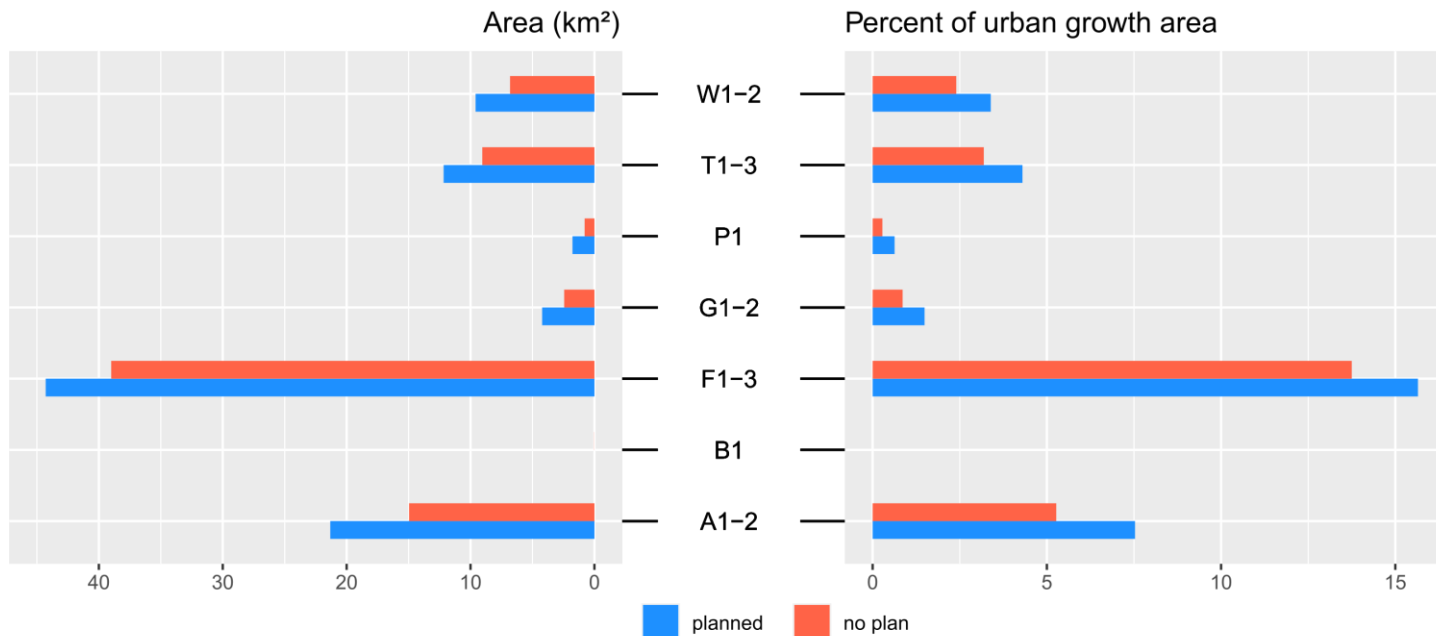 Area (km²)
Percent of urban growth area
W1−2
T1−3
P1
G1−2
F1−3
B1
A1−2
40 30 20 10 0
0 5 10 15
planned no plan